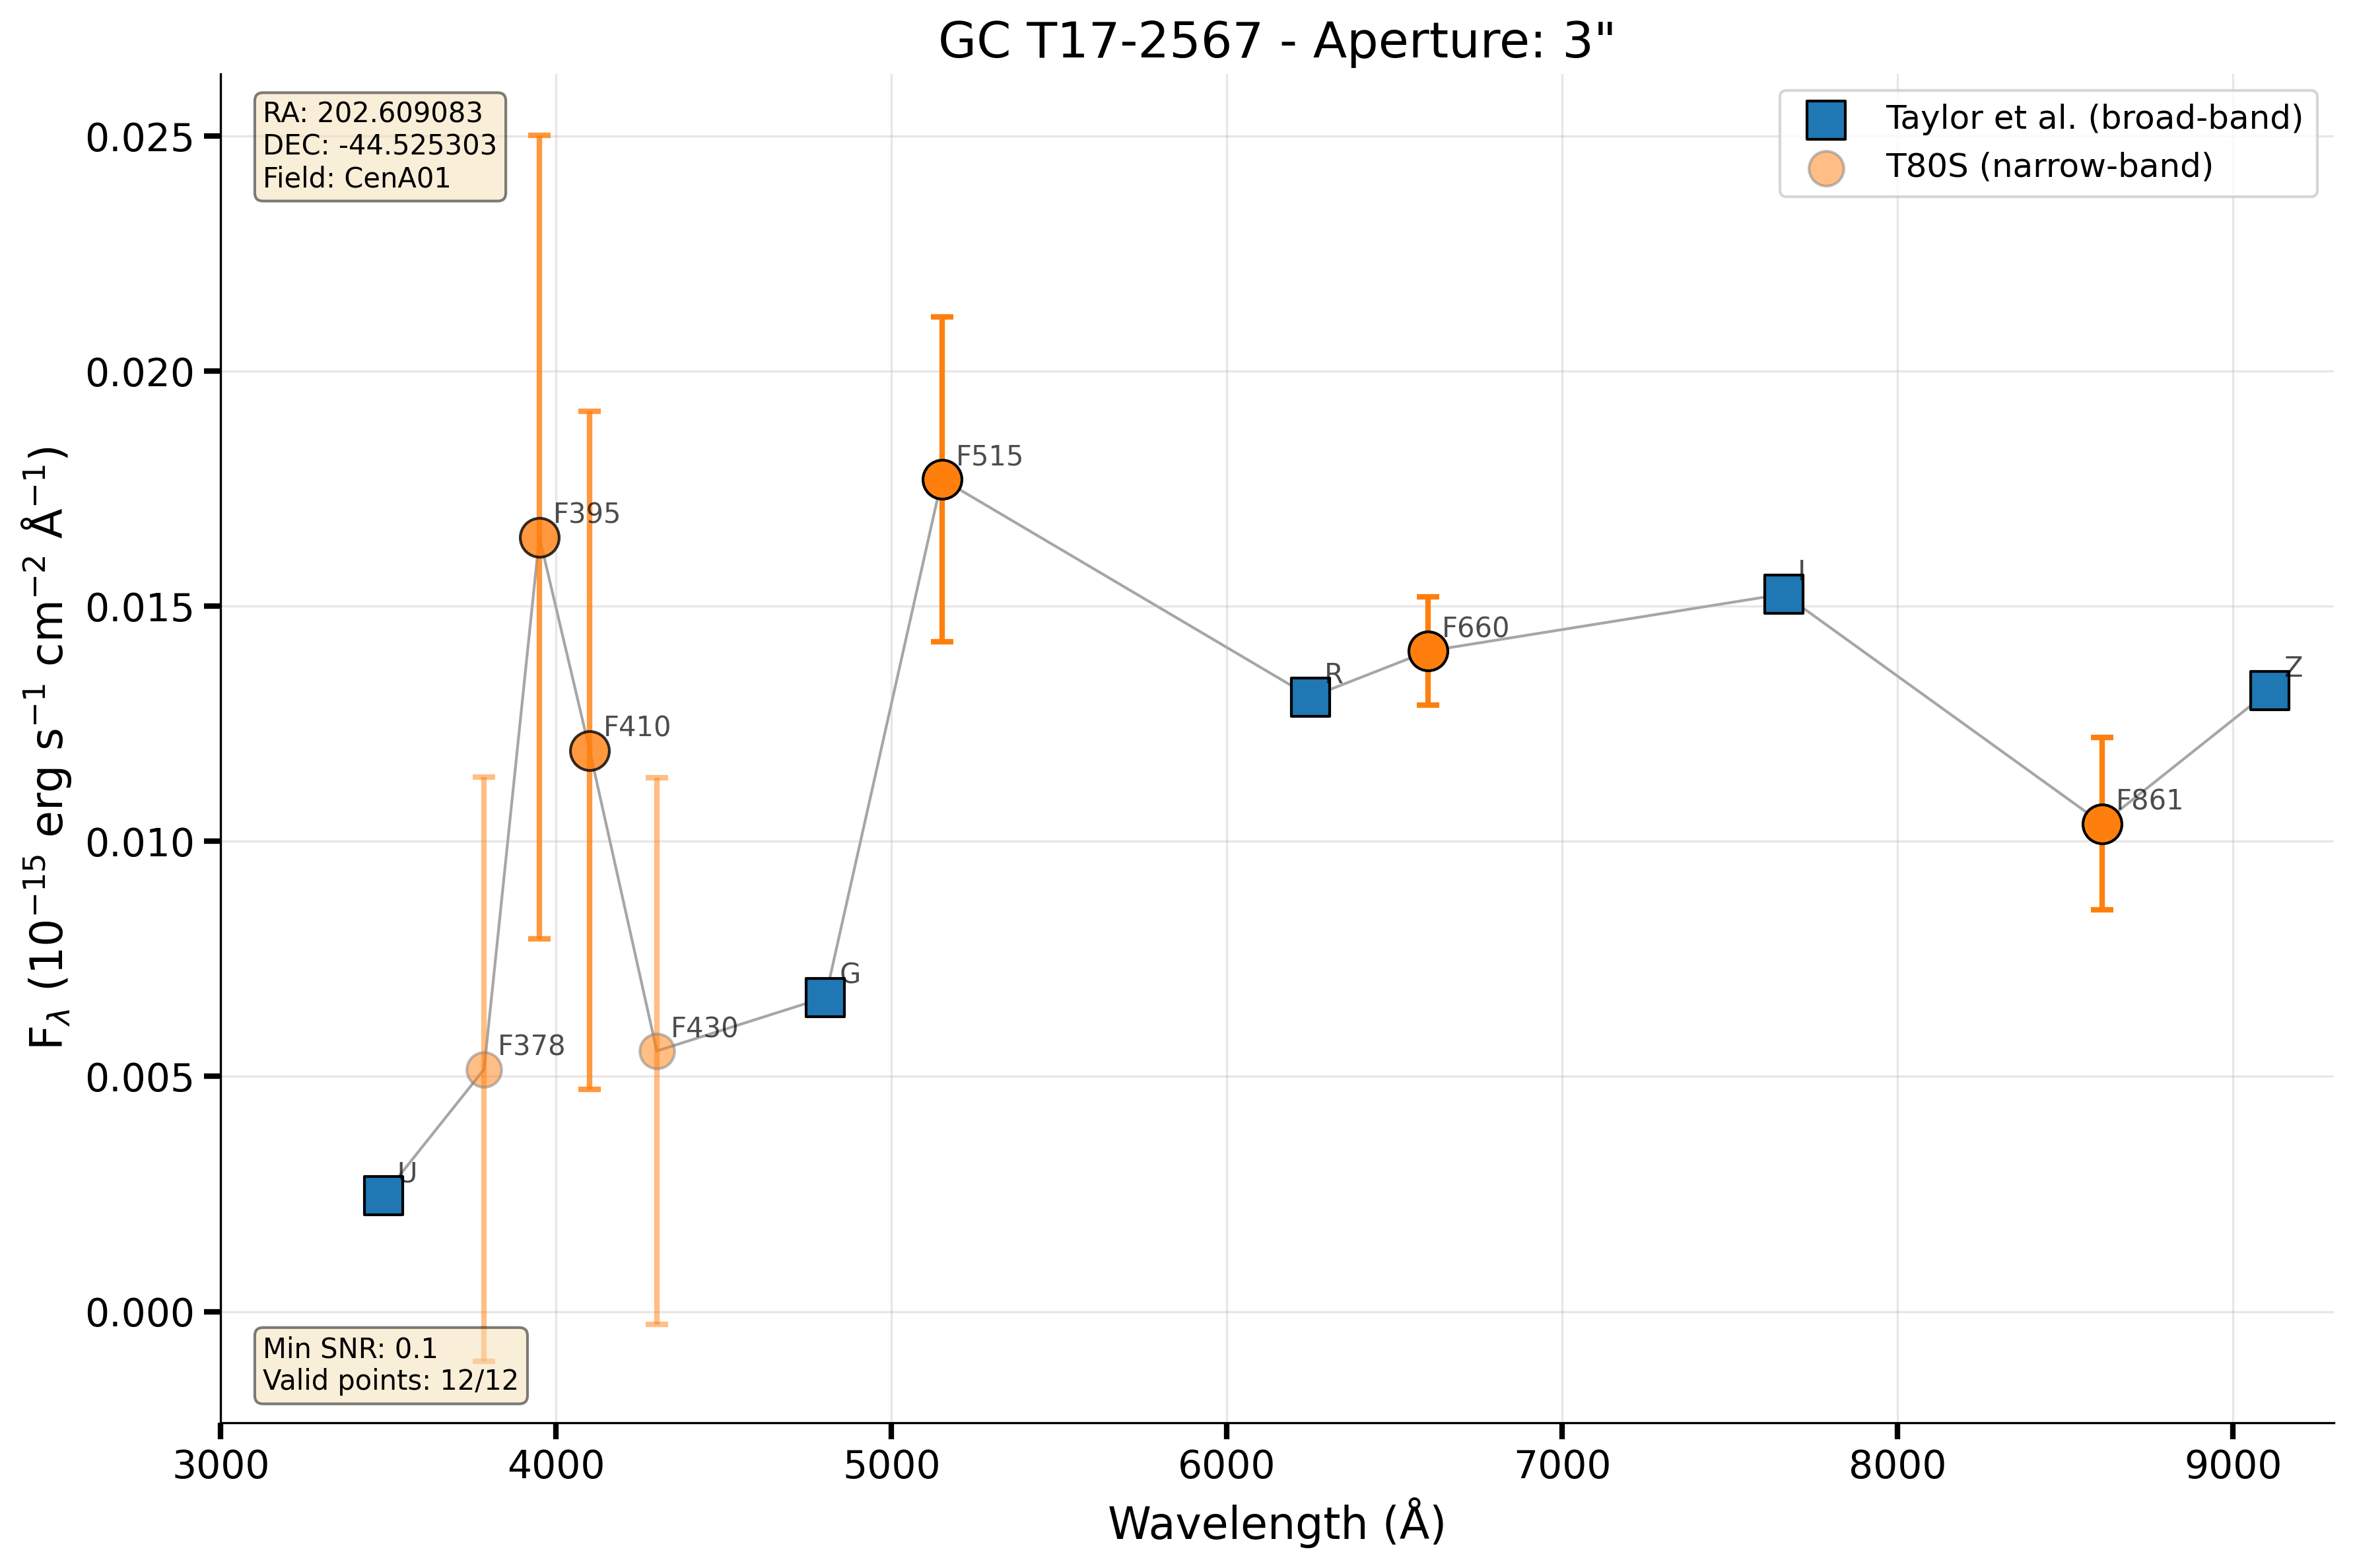 GC T17-2567 - Aperture: 3"
RA: 202.609083
DEC: -44.525303
Field: CenA01
Taylor et al. (broad-band)
T80S (narrow-band)
0.025
0.020
0.015
0.010
0.005
0.000
F$_{λ}$ (10$^{-15}$ erg s$^{-1}$ cm$^{-2}$ Å$^{-1}$)
U
F378
F395
F410
F430
G
F515
R
F660
I
F861
Z
Min SNR: 0.1
Valid points: 12/12
3000
4000
5000
6000
7000
8000
9000
Wavelength (Å)